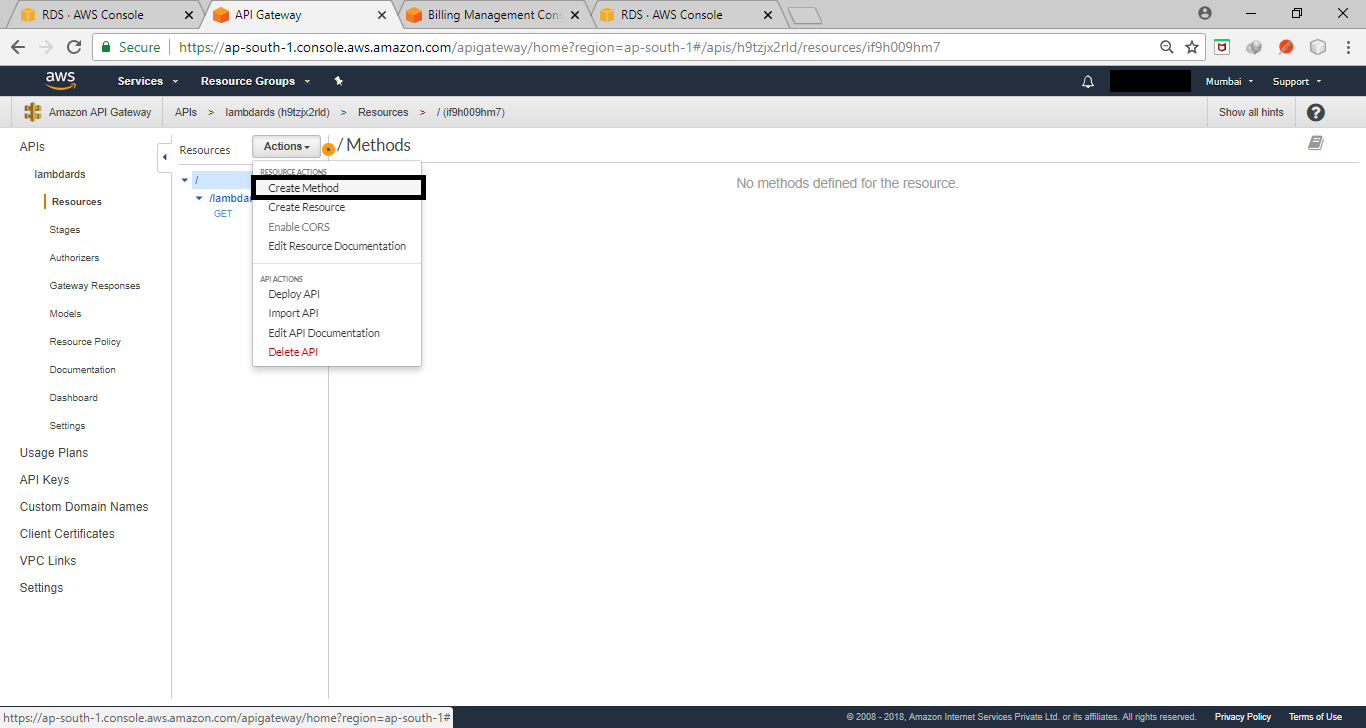 RDS · AWS Console
API Gateway
Billing Management Con
RDS · AWS Console
Secure
https://ap-south-1.console.aws.amazon.com/apigateway/home?region=ap-south-1#/apis/h9tzjx2rld/resources/if9h009hm7
aws
Services
Resource Groups
Mumbai
Support
Amazon API Gateway
APIs > lambdards (h9tzjx2rld) > Resources > / (if9h009hm7)
Show all hints
?
APIs
lambdards
Resources
Stages
Authorizers
Gateway Responses
Models
Resource Policy
Documentation
Dashboard
Settings
Usage Plans
API Keys
Custom Domain Names
Client Certificates
VPC Links
Settings
Resources
Actions
/
/lambdar
GET
RESOURCE ACTIONS
Create Method
Create Resource
Enable CORS
Edit Resource Documentation
API ACTIONS
Deploy API
Import API
Edit API Documentation
Delete API
/ Methods
No methods defined for the resource.
https://ap-south-1.console.aws.amazon.com/apigateway/home?region=ap-south-1#
© 2008 - 2018, Amazon Internet Services Private Ltd. or its affiliates. All rights reserved.
Privacy Policy
Terms of Use